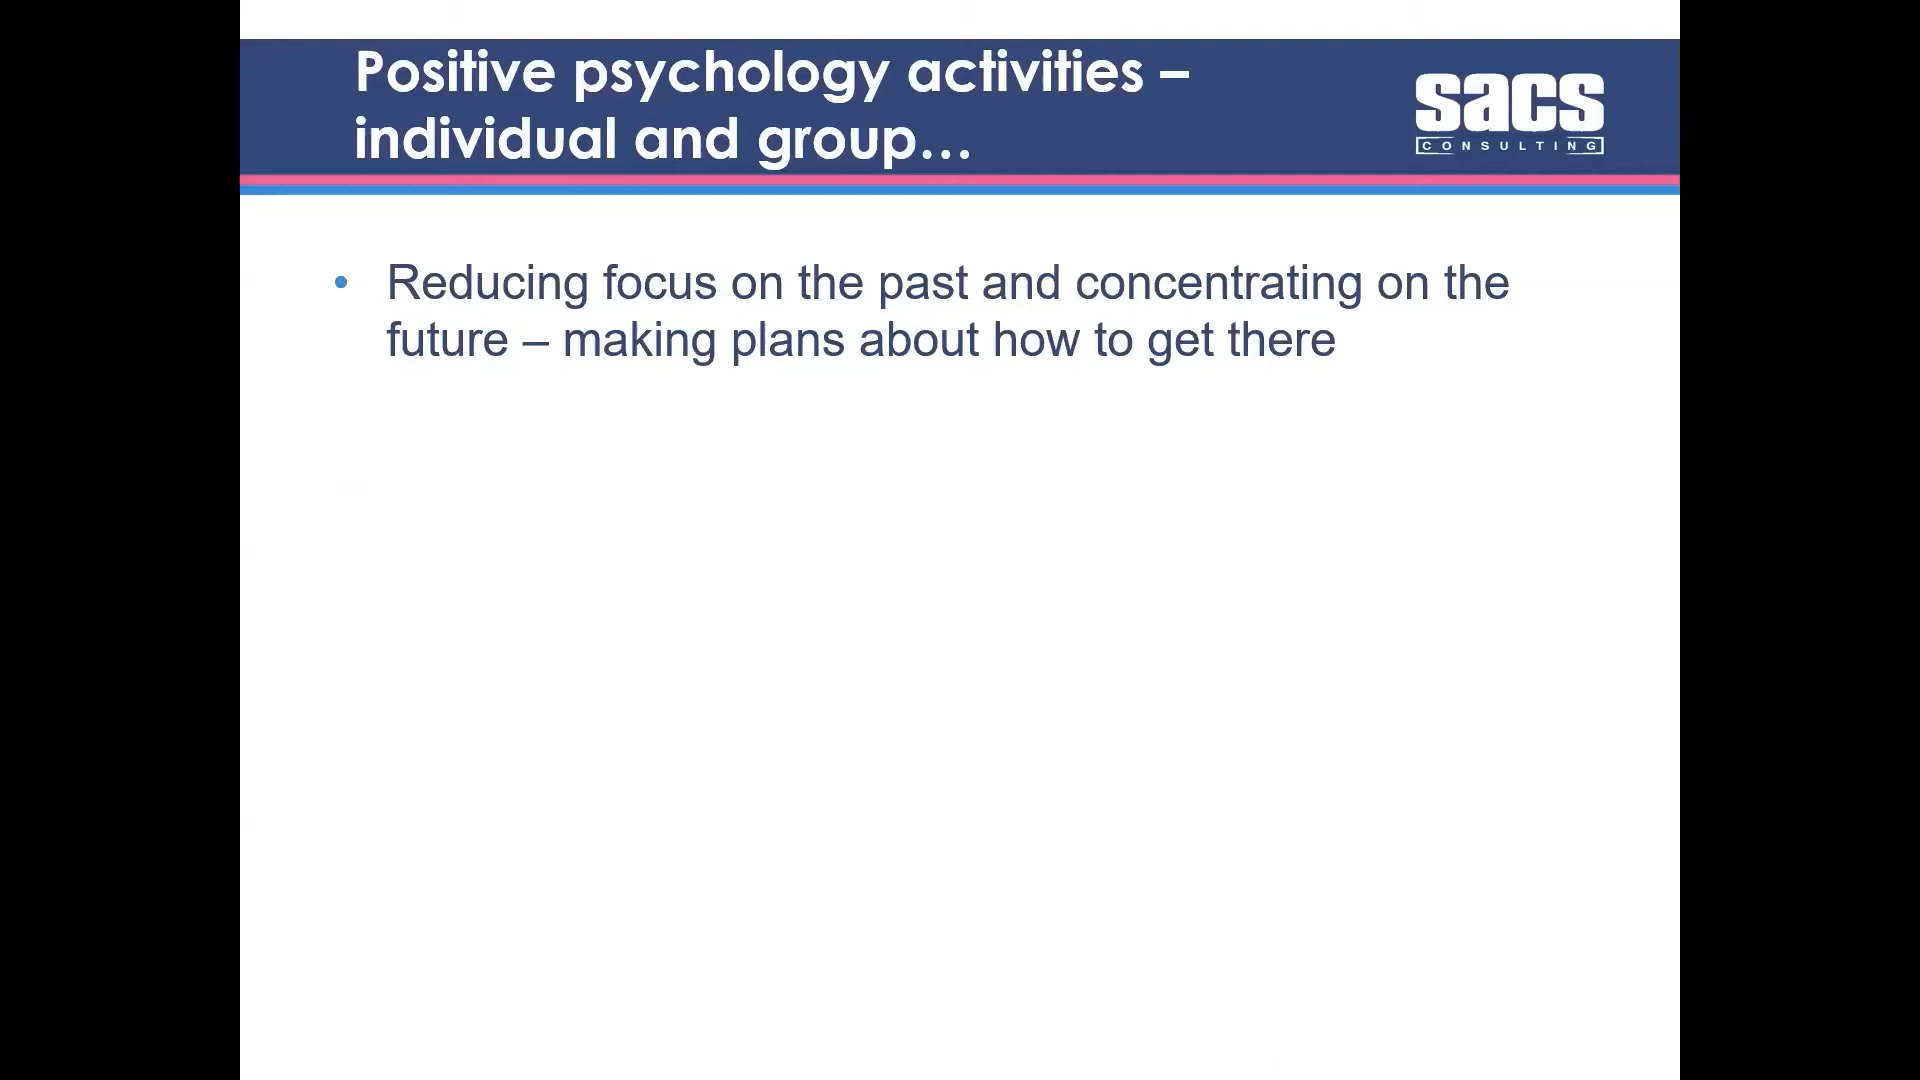 Positive psychology activities –
individual and group…
sacs
CONSULTING
• Reducing focus on the past and concentrating on the
future – making plans about how to get there